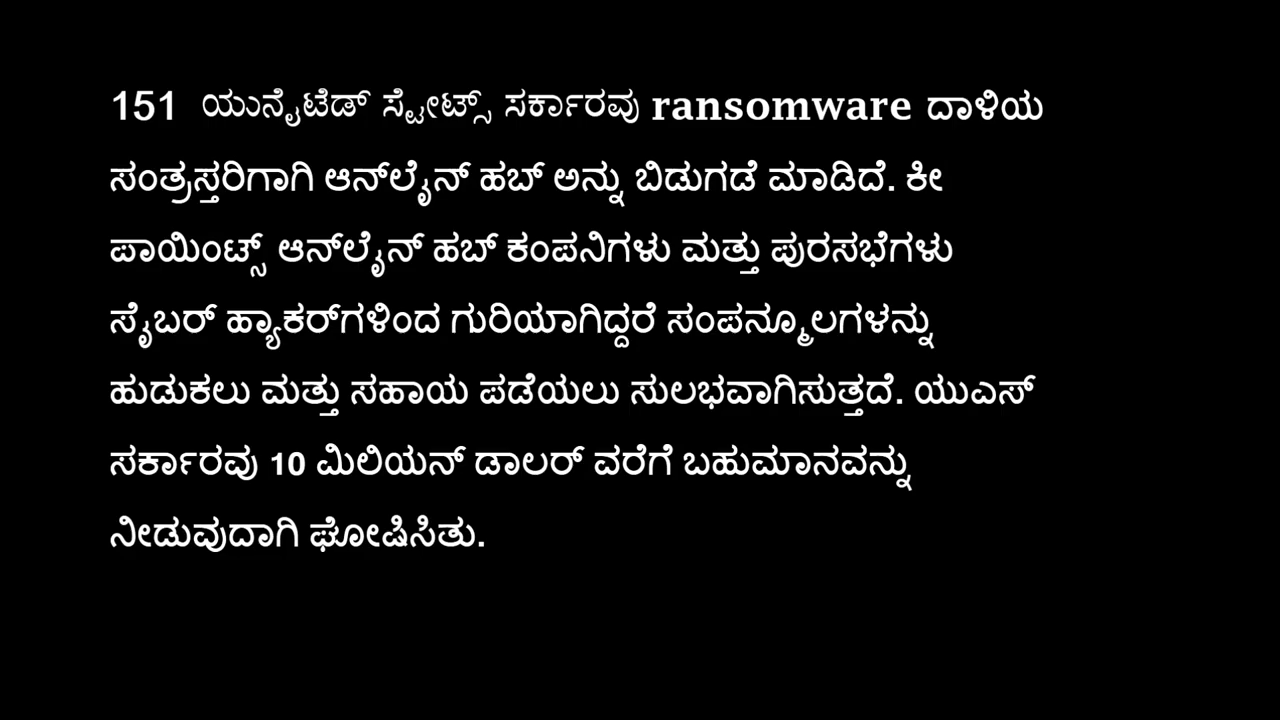 151 ಯುನೈಟೆಡ್ ಸ್ಟೇಟ್ಸ್ ಸರ್ಕಾರವು ransomware ದಾಳಿಯ
ಸಂತ್ರಸ್ತರಿಗಾಗಿ ಆನ್‌ಲೈನ್ ಹಬ್ ಅನ್ನು ಬಿಡುಗಡೆ ಮಾಡಿದೆ. ಕೀ
ಪಾಯಿಂಟ್ಸ್ ಆನ್‌ಲೈನ್ ಹಬ್ ಕಂಪನಿಗಳು ಮತ್ತು ಪುರಸಭೆಗಳು
ಸೈಬರ್ ಹ್ಯಾಕರ್‌ಗಳಿಂದ ಗುರಿಯಾಗಿದ್ದರೆ ಸಂಪನ್ಮೂಲಗಳನ್ನು
ಹುಡುಕಲು ಮತ್ತು ಸಹಾಯ ಪಡೆಯಲು ಸುಲಭವಾಗಿಸುತ್ತದೆ. ಯುಎಸ್
ಸರ್ಕಾರವು 10 ಮಿಲಿಯನ್ ಡಾಲರ್ ವರೆಗೆ ಬಹುಮಾನವನ್ನು
ನೀಡುವುದಾಗಿ ಘೋಷಿಸಿತು.